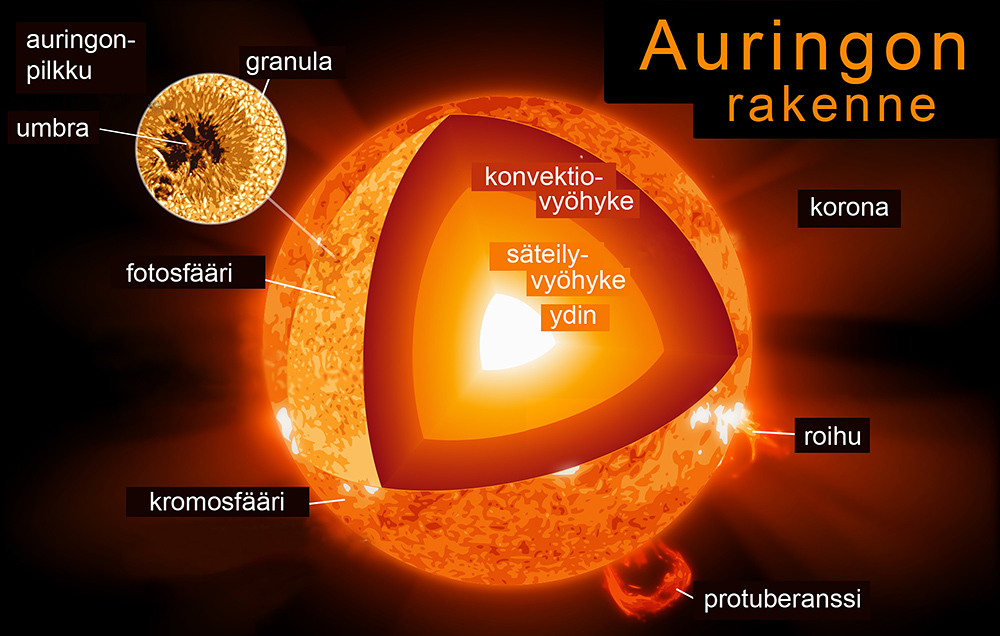 Auringon
rakenne
auringon-
pilkku
granula
umbra
konvektio-
vyöhyke
korona
säteily-
vyöhyke
fotosfääri
ydin
roihu
kromosfääri
protuberanssi